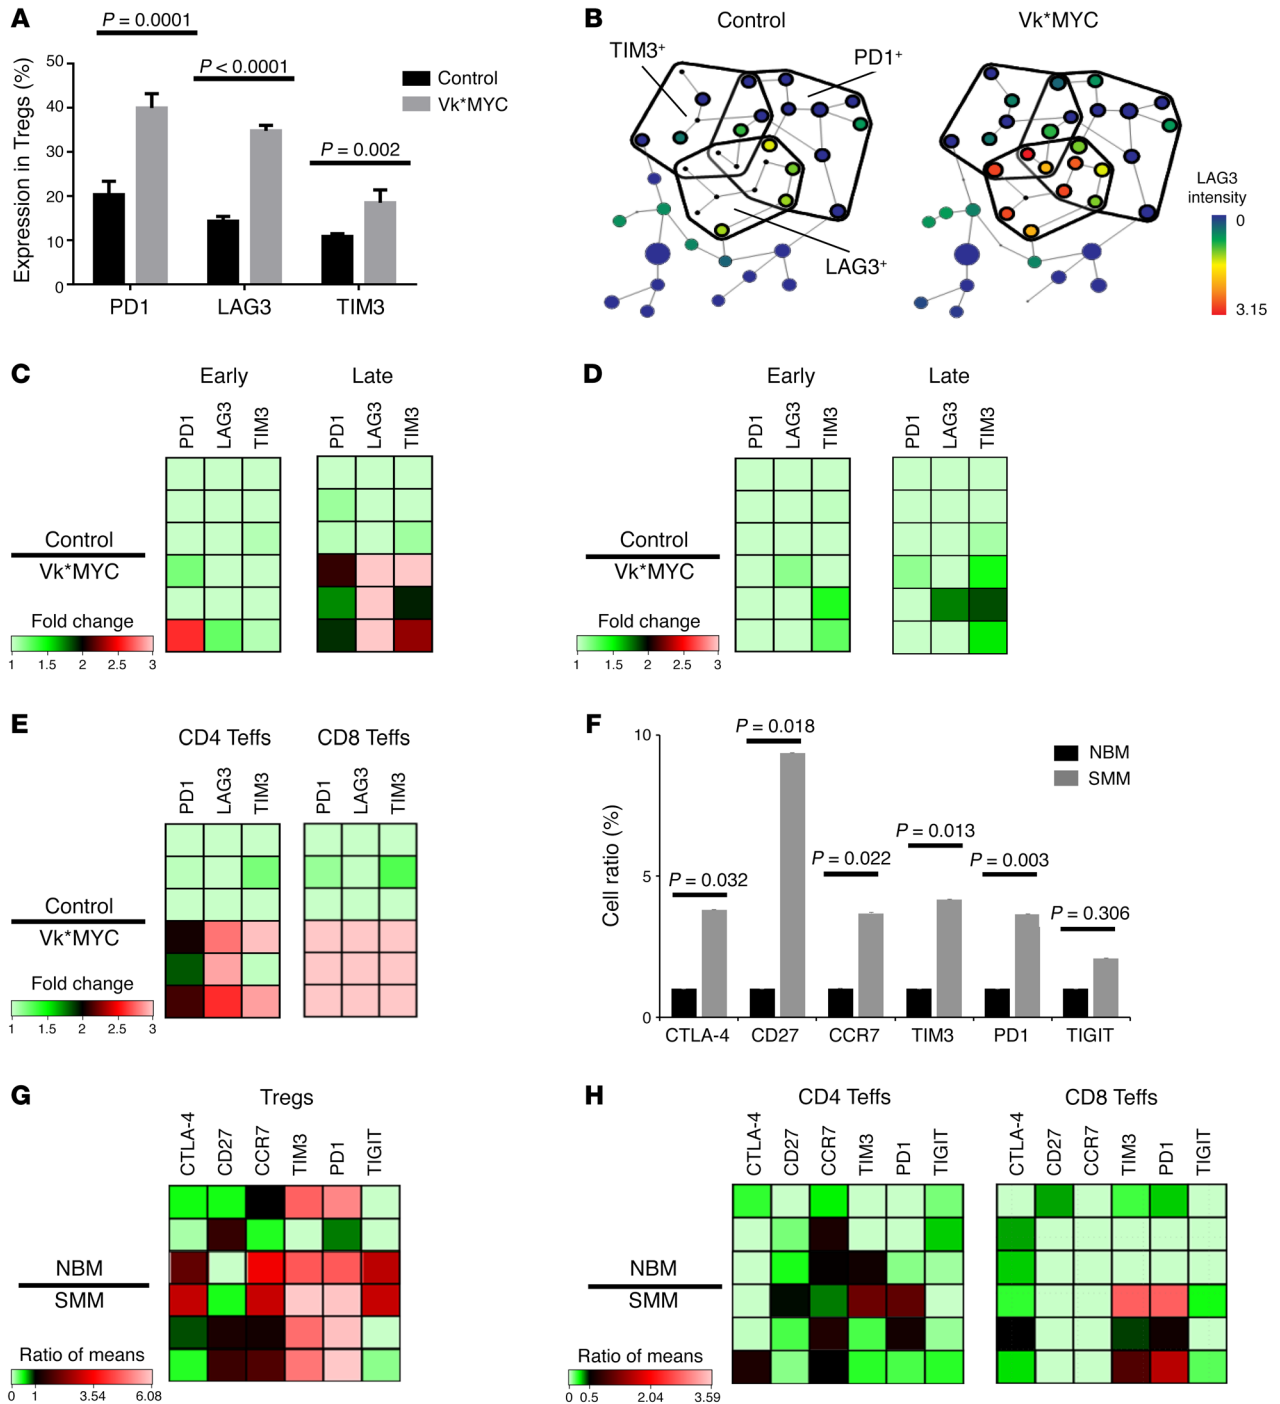 A
P = 0.0001
P < 0.0001
P = 0.002
Control
Vk*MYC
Expression in Tregs (%)
50
40
30
20
10
0
PD1
LAG3
TIM3
B
Control
Vk*MYC
TIM3+
PD1+
LAG3+
LAG3
intensity
0
3.15
C
Early
Late
PD1
LAG3
TIM3
PD1
LAG3
TIM3
Control
Vk*MYC
Fold change
1 1.5 2 2.5 3
D
Early
Late
PD1
LAG3
TIM3
PD1
LAG3
TIM3
Control
Vk*MYC
Fold change
1 1.5 2 2.5 3
E
CD4 Teffs
CD8 Teffs
PD1
LAG3
TIM3
PD1
LAG3
TIM3
Control
Vk*MYC
Fold change
1 1.5 2 2.5 3
F
P = 0.018
NBM
SMM
P = 0.032
P = 0.022
P = 0.013
P = 0.003
P = 0.306
Cell ratio (%)
10
5
0
CTLA-4
CD27
CCR7
TIM3
PD1
TIGIT
G
Tregs
CTLA-4
CD27
CCR7
TIM3
PD1
TIGIT
NBM
SMM
Ratio of means
0 1 3.54 6.08
H
CD4 Teffs
CD8 Teffs
CTLA-4
CD27
CCR7
TIM3
PD1
TIGIT
CTLA-4
CD27
CCR7
TIM3
PD1
TIGIT
NBM
SMM
Ratio of means
0 0.5 2.04 3.59